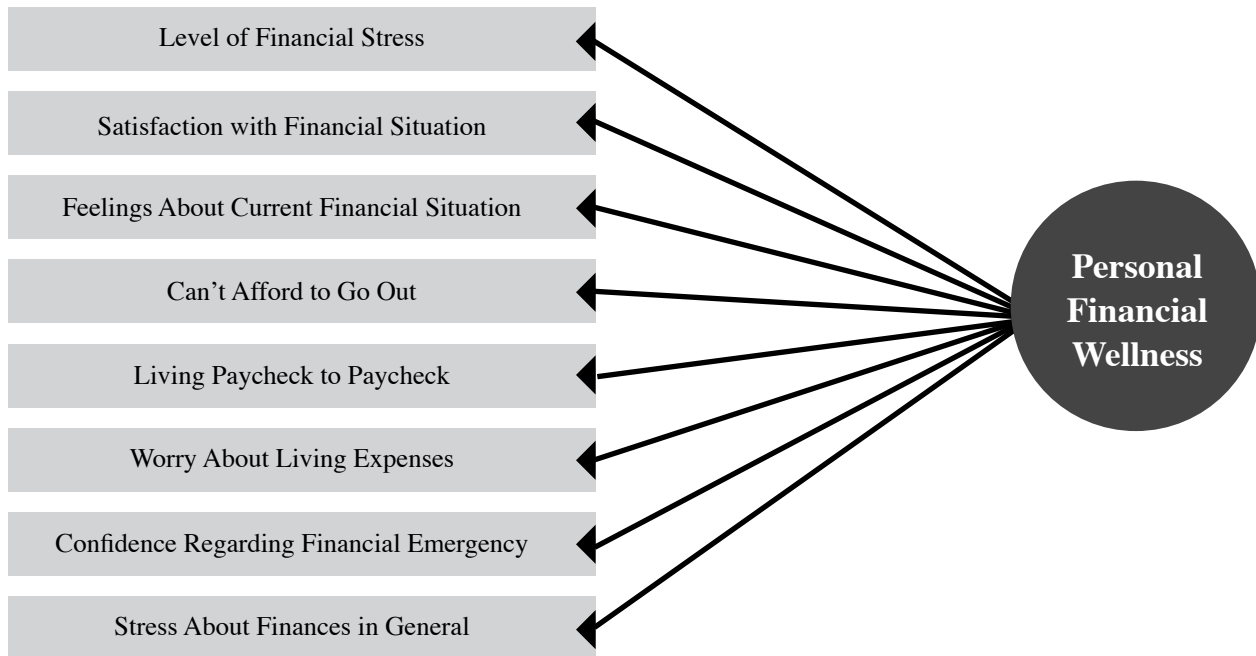 Level of Financial Stress
Satisfaction with Financial Situation
Feelings About Current Financial Situation
Can’t Afford to Go Out
Living Paycheck to Paycheck
Worry About Living Expenses
Confidence Regarding Financial Emergency
Stress About Finances in General
Personal
Financial
Wellness